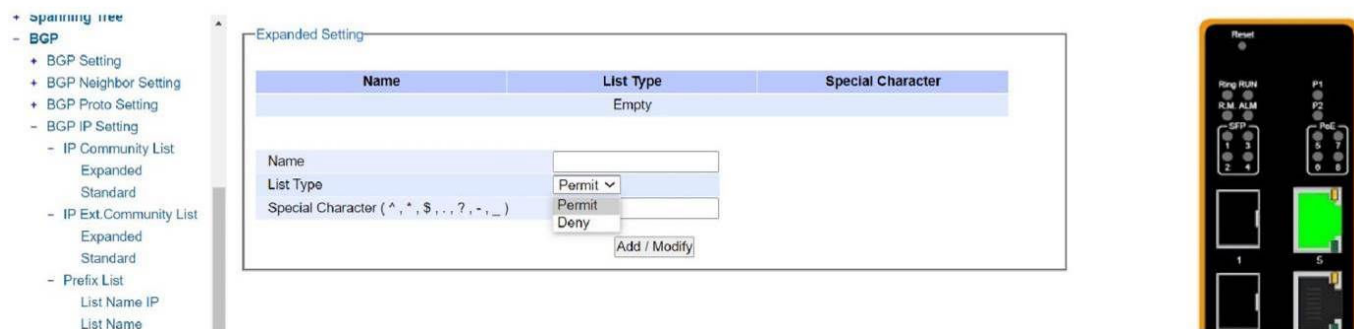 + Spanning Tree
- BGP
+ BGP Setting
+ BGP Neighbor Setting
+ BGP Proto Setting
- BGP IP Setting
- IP Community List
Expanded
Standard
- IP Ext.Community List
Expanded
Standard
- Prefix List
List Name IP
List Name
Expanded Setting
Name List Type Special Character
Empty
Name
List Type Permit
Special Character ( ^ , * , $ , . , ? , - , _ )
Permit
Deny
Add / Modify
Reset
Ring RUN P1
R.M. ALM P2
SFP PoE
1 3 5 7
2 4 6 8
1 5